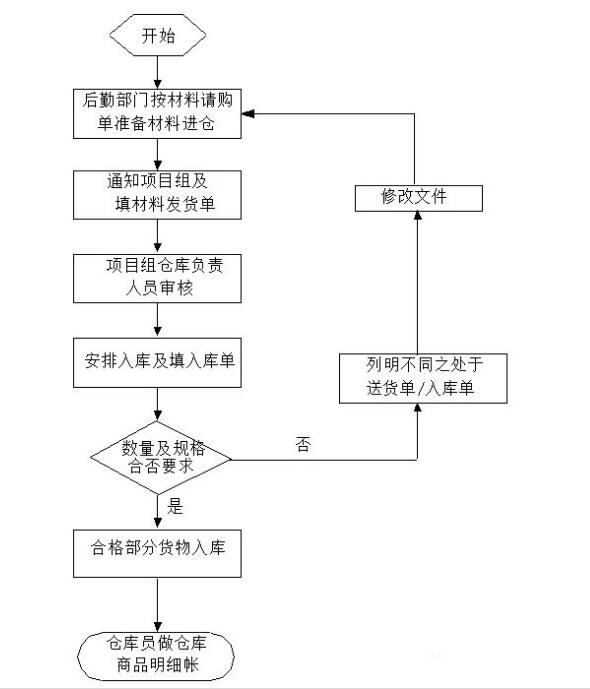 开始
后勤部门按材料请购
单准备材料进仓
通知项目组及
填材料发货单
修改文件
项目组仓库负责
人员审核
安排入库及填入库单
列明不同之处于
送货单/入库单
数量及规格
合否要求
否
是
合格部分货物入库
仓库员做仓库
商品明细帐